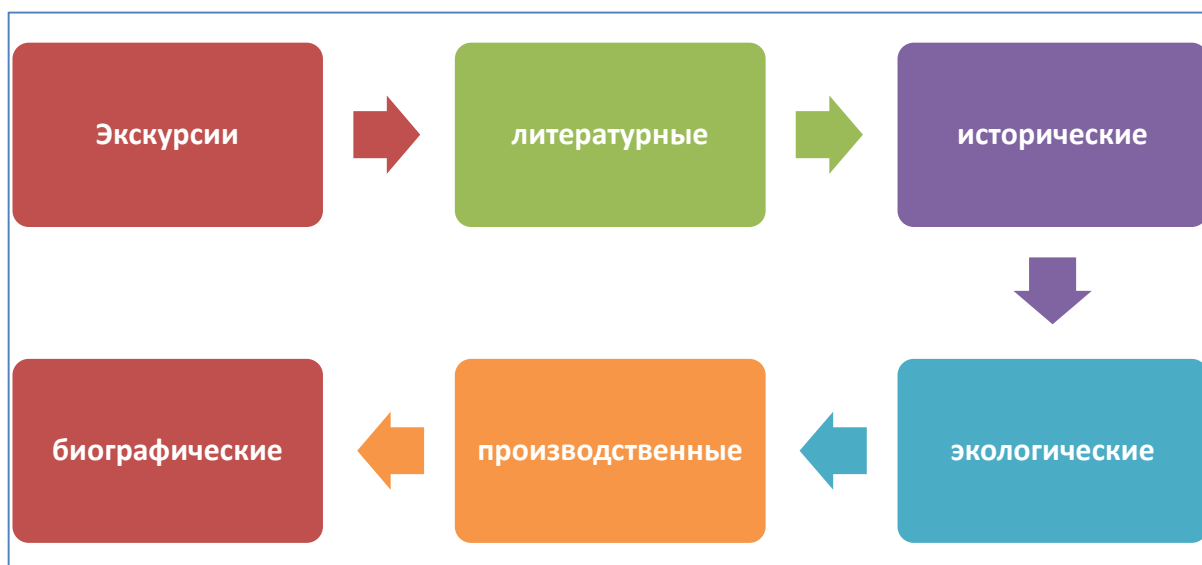 Экскурсии
литературные
исторические
экологические
производственные
биографические